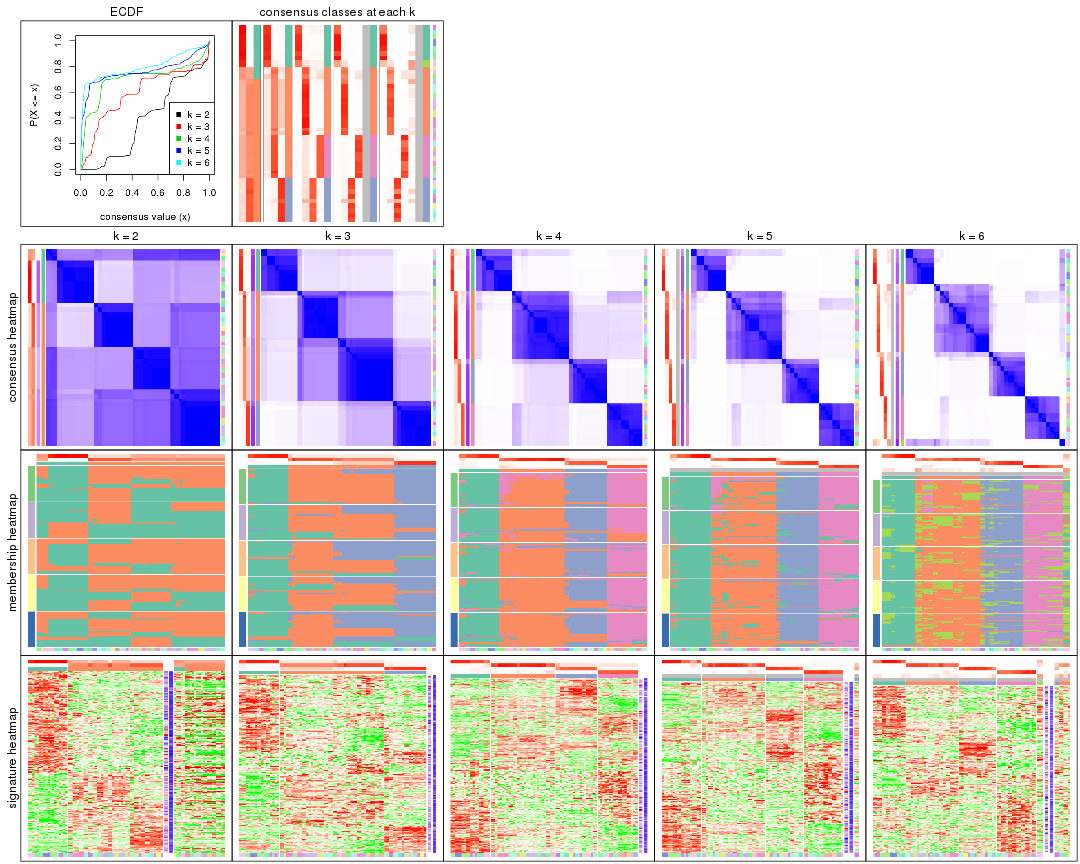 ECDF
consensus classes at each k
P(X <= x)
0.0 0.2 0.4 0.6 0.8 1.0
k = 2
k = 3
k = 4
k = 5
k = 6
0.0 0.2 0.4 0.6 0.8 1.0
consensus value (x)
k = 2 k = 3 k = 4 k = 5 k = 6
consensus heatmap
membership heatmap
signature heatmap